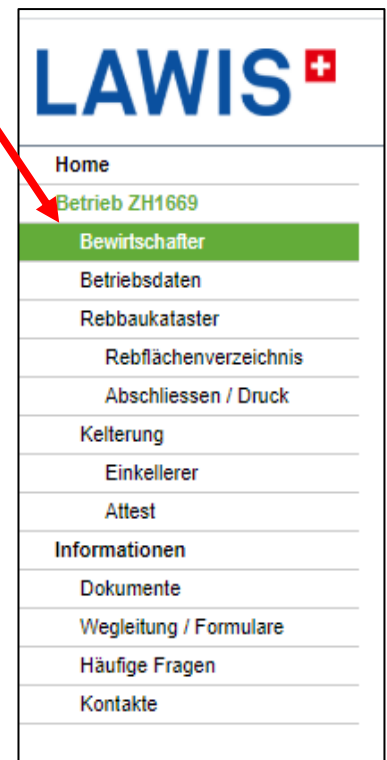 LAWIS
Home
Betrieb ZH1669
Bewirtschafter
Betriebsdaten
Rebbaukataster
Rebflächenverzeichnis
Abschliessen / Druck
Kelterung
Einkellerer
Attest
Informationen
Dokumente
Wegleitung / Formulare
Häufige Fragen
Kontakte